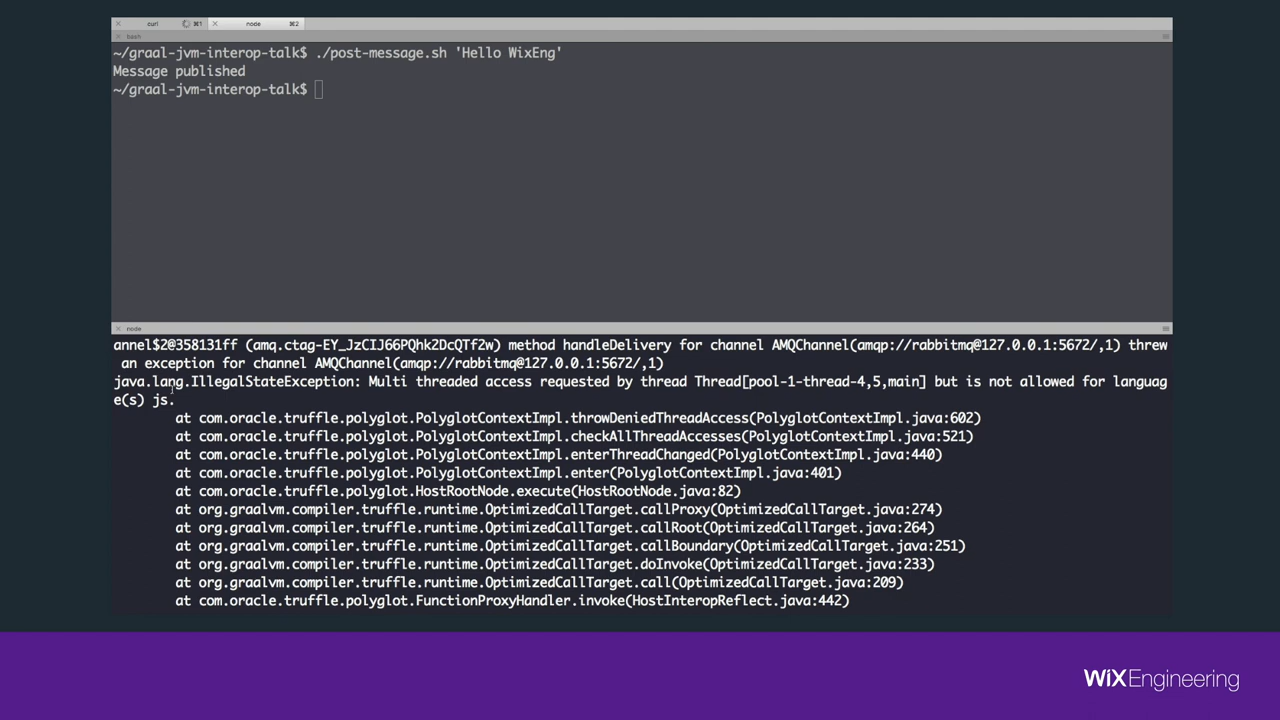 curl ⌘1 node ⌘2
bash
~/graal-jvm-interop-talk$ ./post-message.sh 'Hello WixEng'
Message published
~/graal-jvm-interop-talk$
node
annel$2@358131ff (amq.ctag-EY_JzCIJ66PQhk2DcQTf2w) method handleDelivery for channel AMQChannel(amqp://rabbitmq@127.0.0.1:5672/,1) threw
an exception for channel AMQChannel(amqp://rabbitmq@127.0.0.1:5672/,1)
java.lang.IllegalStateException: Multi threaded access requested by thread Thread[pool-1-thread-4,5,main] but is not allowed for languag
e(s) js.
at com.oracle.truffle.polyglot.PolyglotContextImpl.throwDeniedThreadAccess(PolyglotContextImpl.java:602)
at com.oracle.truffle.polyglot.PolyglotContextImpl.checkAllThreadAccesses(PolyglotContextImpl.java:521)
at com.oracle.truffle.polyglot.PolyglotContextImpl.enterThreadChanged(PolyglotContextImpl.java:440)
at com.oracle.truffle.polyglot.PolyglotContextImpl.enter(PolyglotContextImpl.java:401)
at com.oracle.truffle.polyglot.HostRootNode.execute(HostRootNode.java:82)
at org.graalvm.compiler.truffle.runtime.OptimizedCallTarget.callProxy(OptimizedCallTarget.java:274)
at org.graalvm.compiler.truffle.runtime.OptimizedCallTarget.callRoot(OptimizedCallTarget.java:264)
at org.graalvm.compiler.truffle.runtime.OptimizedCallTarget.callBoundary(OptimizedCallTarget.java:251)
at org.graalvm.compiler.truffle.runtime.OptimizedCallTarget.doInvoke(OptimizedCallTarget.java:233)
at org.graalvm.compiler.truffle.runtime.OptimizedCallTarget.call(OptimizedCallTarget.java:209)
at com.oracle.truffle.polyglot.FunctionProxyHandler.invoke(HostInteropReflect.java:442)
WiXEngineering